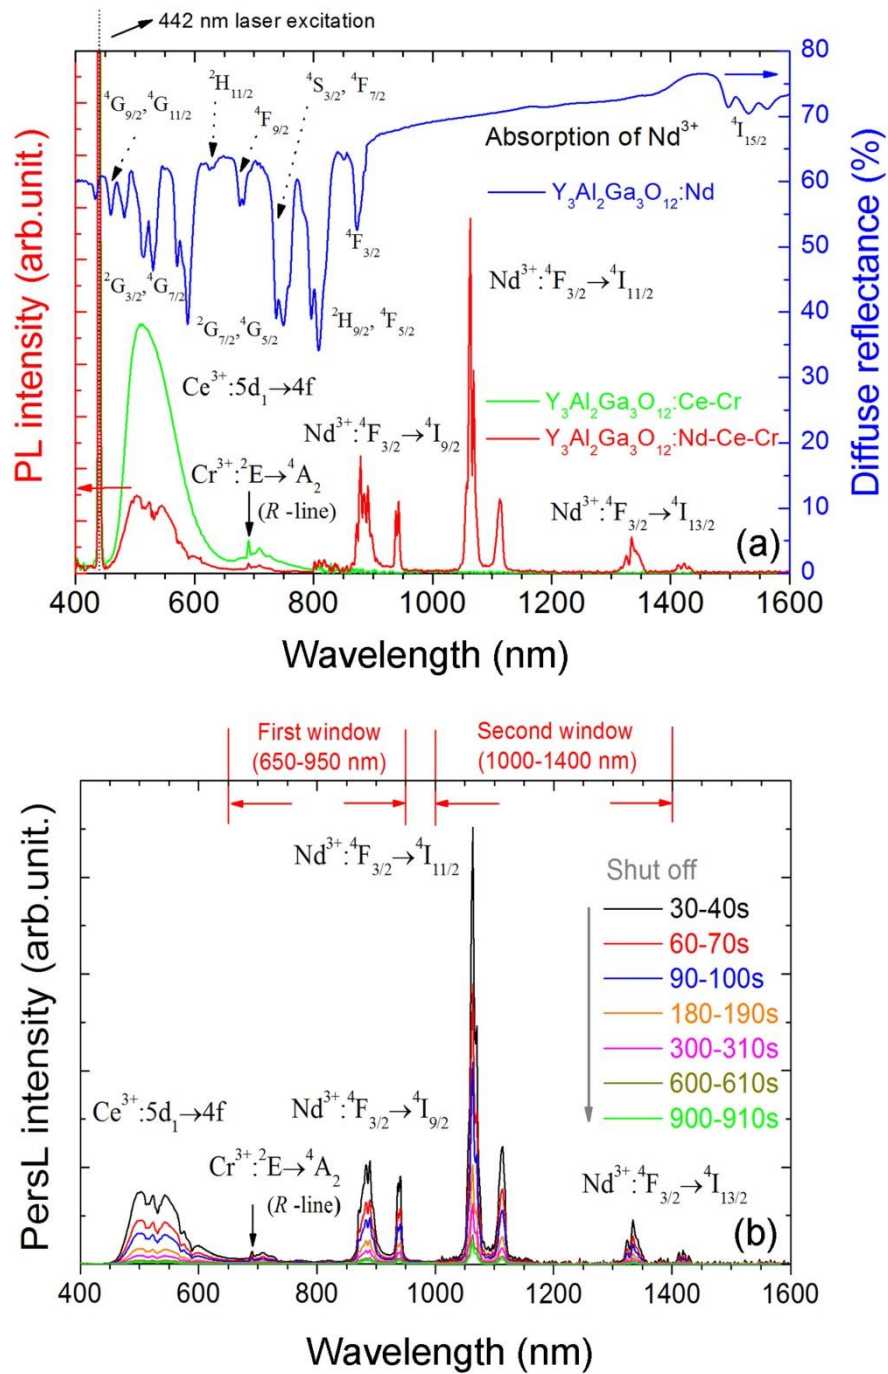 442 nm laser excitation
PL intensity (arb.unit.)
Diffuse reflectance (%)
80
70
60
50
40
30
20
10
0
⁴G₉/₂, ⁴G₁₁/₂
²H₁₁/₂
⁴F₉/₂
⁴S₃/₂, ⁴F₇/₂
Absorption of Nd³⁺
⁴I₁₅/₂
Y₃Al₂Ga₃O₁₂:Nd
⁴F₃/₂
²G₃/₂, ⁴G₇/₂
²G₇/₂, ⁴G₅/₂
²H₉/₂, ⁴F₅/₂
Nd³⁺:⁴F₃/₂→⁴I₁₁/₂
Ce³⁺:5d₁→4f
Y₃Al₂Ga₃O₁₂:Ce-Cr
Nd³⁺:⁴F₃/₂→⁴I₉/₂
Y₃Al₂Ga₃O₁₂:Nd-Ce-Cr
Cr³⁺:²E→⁴A₂
(R -line)
Nd³⁺:⁴F₃/₂→⁴I₁₃/₂
(a)
400 600 800 1000 1200 1400 1600
Wavelength (nm)
First window
(650-950 nm)
Second window
(1000-1400 nm)
PersL intensity (arb.unit.)
Nd³⁺:⁴F₃/₂→⁴I₁₁/₂
Shut off
30-40s
60-70s
90-100s
180-190s
300-310s
600-610s
900-910s
Ce³⁺:5d₁→4f
Nd³⁺:⁴F₃/₂→⁴I₉/₂
Cr³⁺:²E→⁴A₂
(R -line)
Nd³⁺:⁴F₃/₂→⁴I₁₃/₂
(b)
400 600 800 1000 1200 1400 1600
Wavelength (nm)